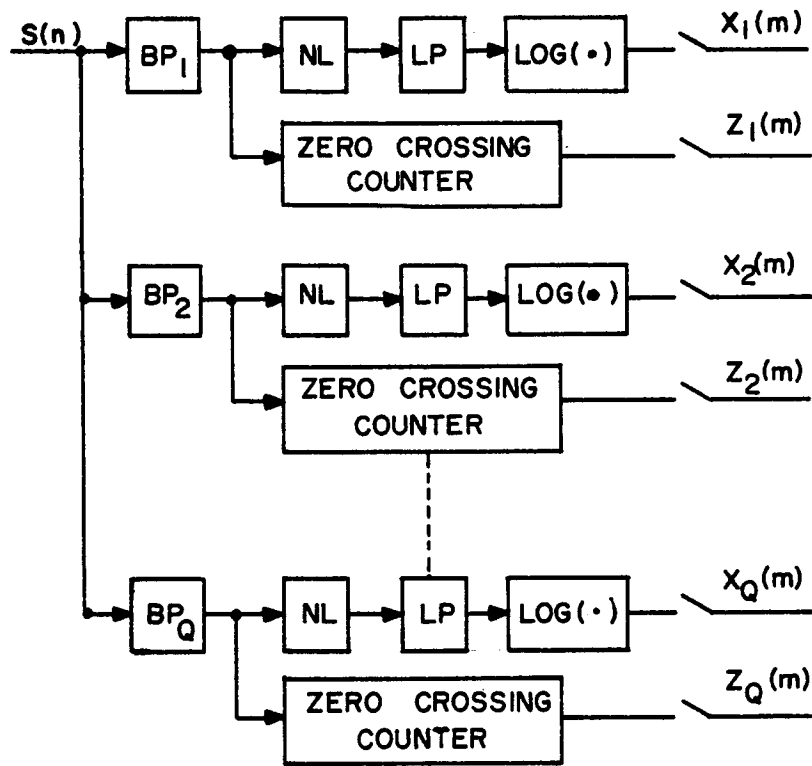 S(n)
BP1
NL
LP
LOG(•)
X1(m)
ZERO CROSSING
COUNTER
Z1(m)
BP2
NL
LP
LOG(•)
X2(m)
ZERO CROSSING
COUNTER
Z2(m)
BPQ
NL
LP
LOG(•)
XQ(m)
ZERO CROSSING
COUNTER
ZQ(m)